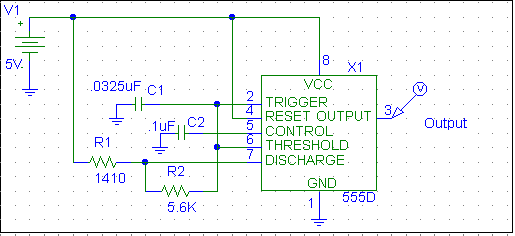 V1
+
5V.
8
X1
VCC
.0325uF C1
2 TRIGGER
4 RESET OUTPUT 3
V
.1uF C2
5 CONTROL
Output
6 THRESHOLD
R1
7 DISCHARGE
1410
R2
GND
5.6K
1
555D